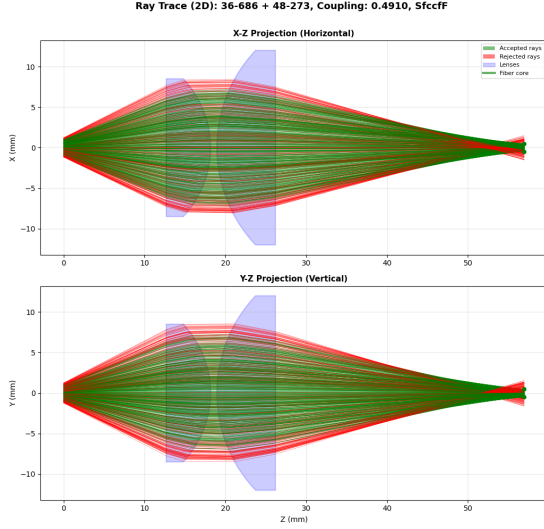 Ray Trace (2D): 36-686 + 48-273, Coupling: 0.4910, SfccfF
X-Z Projection (Horizontal)
Accepted rays
Rejected rays
Lenses
Fiber core
X (mm)
10
5
0
−5
−10
0 10 20 30 40 50
Y-Z Projection (Vertical)
Y (mm)
10
5
0
−5
−10
0 10 20 30 40 50
Z (mm)